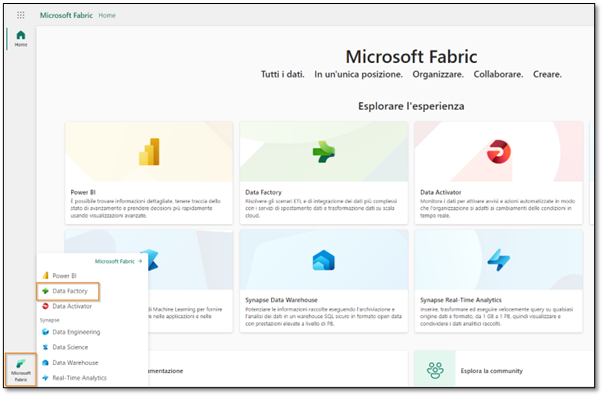 Microsoft Fabric Home
Home
Microsoft Fabric
Tutti i dati. In un'unica posizione. Organizzare. Collaborare. Creare.
Explorare l'esperienza
Power BI
È possibile trovare informazioni dettagliate, tenere traccia dello
stato di avanzamento e prendere decisioni più rapidamente
usando visualizzazioni avanzate.
Data Factory
Risolvere gli scenari ETL e di integrazione dei dati più complessi
con i servizi di spostamento dati e trasformazione dati su scala
cloud.
Data Activator
Monitora i dati per attivare avvisi e azioni automatizzate in modo
che l'organizzazione si adatti ai cambiamenti delle condizioni in
tempo reale.
Microsoft Fabric →
Power BI
Data Factory
Data Activator
Synapse
Data Engineering
Data Science
Data Warehouse
Real-Time Analytics
Microsoft
Fabric
di Machine Learning per fornire
e nelle applicazioni e nelle
Synapse Data Warehouse
Potenziare le informazioni raccolte eseguendo l'archiviazione e
l'analisi dei dati in un warehouse SQL sicuro in formato open data
con prestazioni elevate a livello di PB.
Synapse Real-Time Analytics
Inserire, trasformare ed eseguire velocemente query su qualsiasi
origine dati e formato, da 1 GB a 1 PB, quindi visualizzare e
condividere i dati analitici raccolti.
umentazione
Esplora la community